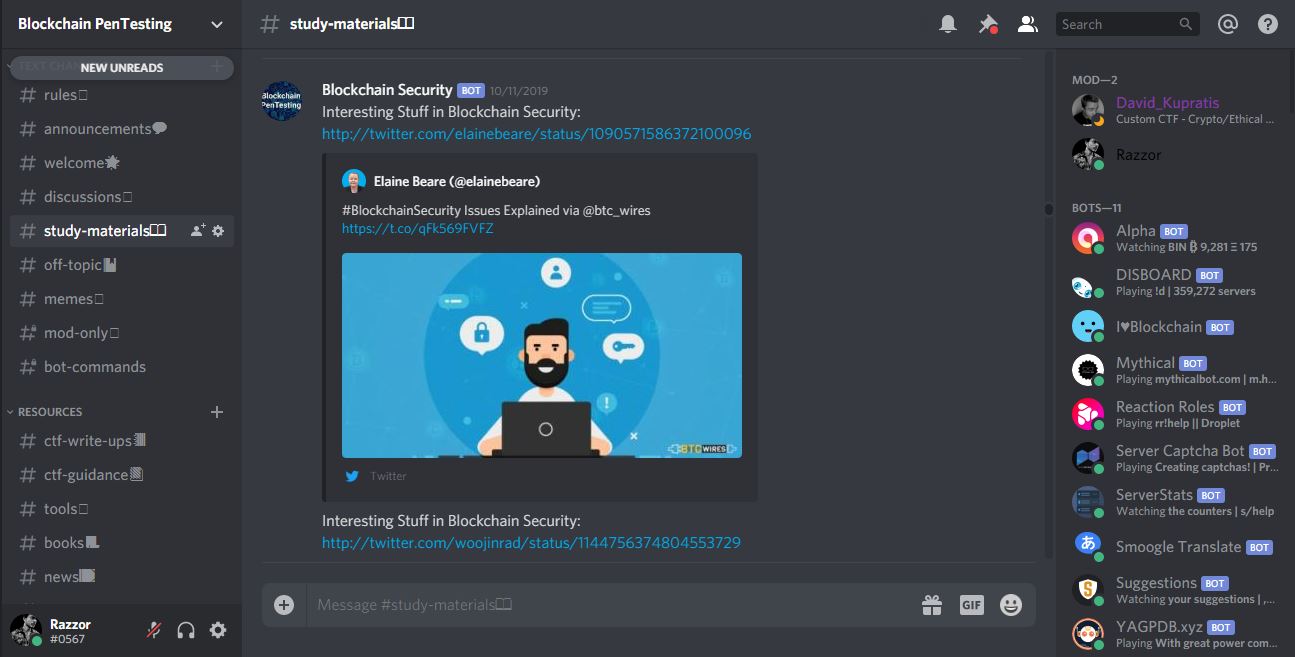 Blockchain PenTesting
TEXT CHAN
NEW UNREADS
# rules
# announcements
# welcome
# discussions
# study-materials
# off-topic
# memes
# mod-only
# bot-commands
RESOURCES
# ctf-write-ups
# ctf-guidance
# tools
# books
# news
Razzor
#0567
# study-materials
Search
Blockchain
PenTesting
Blockchain Security BOT 10/11/2019
Interesting Stuff in Blockchain Security:
http://twitter.com/elainebeare/status/1090571586372100096
Elaine Beare (@elainebeare)
#BlockchainSecurity Issues Explained via @btc_wires
https://t.co/qFk569FVFZ
BTCWIRES
Twitter
Interesting Stuff in Blockchain Security:
http://twitter.com/woojinrad/status/1144756374804553729
Message #study-materials
GIF
MOD—2
David_Kupratis
Custom CTF - Crypto/Ethical ...
Razzor
BOTS—11
Alpha BOT
Watching BIN ₿ 9,281 Ξ 175
DISBOARD BOT
Playing !d | 359,272 servers
I♥Blockchain BOT
Mythical BOT
Playing mythicalbot.com | m.h...
Reaction Roles BOT
Playing rr!help || Droplet
Server Captcha Bot BOT
Playing Creating captchas! | Pr...
ServerStats BOT
Watching the counters | s/help
あ
Smoogle Translate BOT
Suggestions BOT
Watching your suggestions | ,...
YAGPDB.xyz BOT
Playing With great power com...